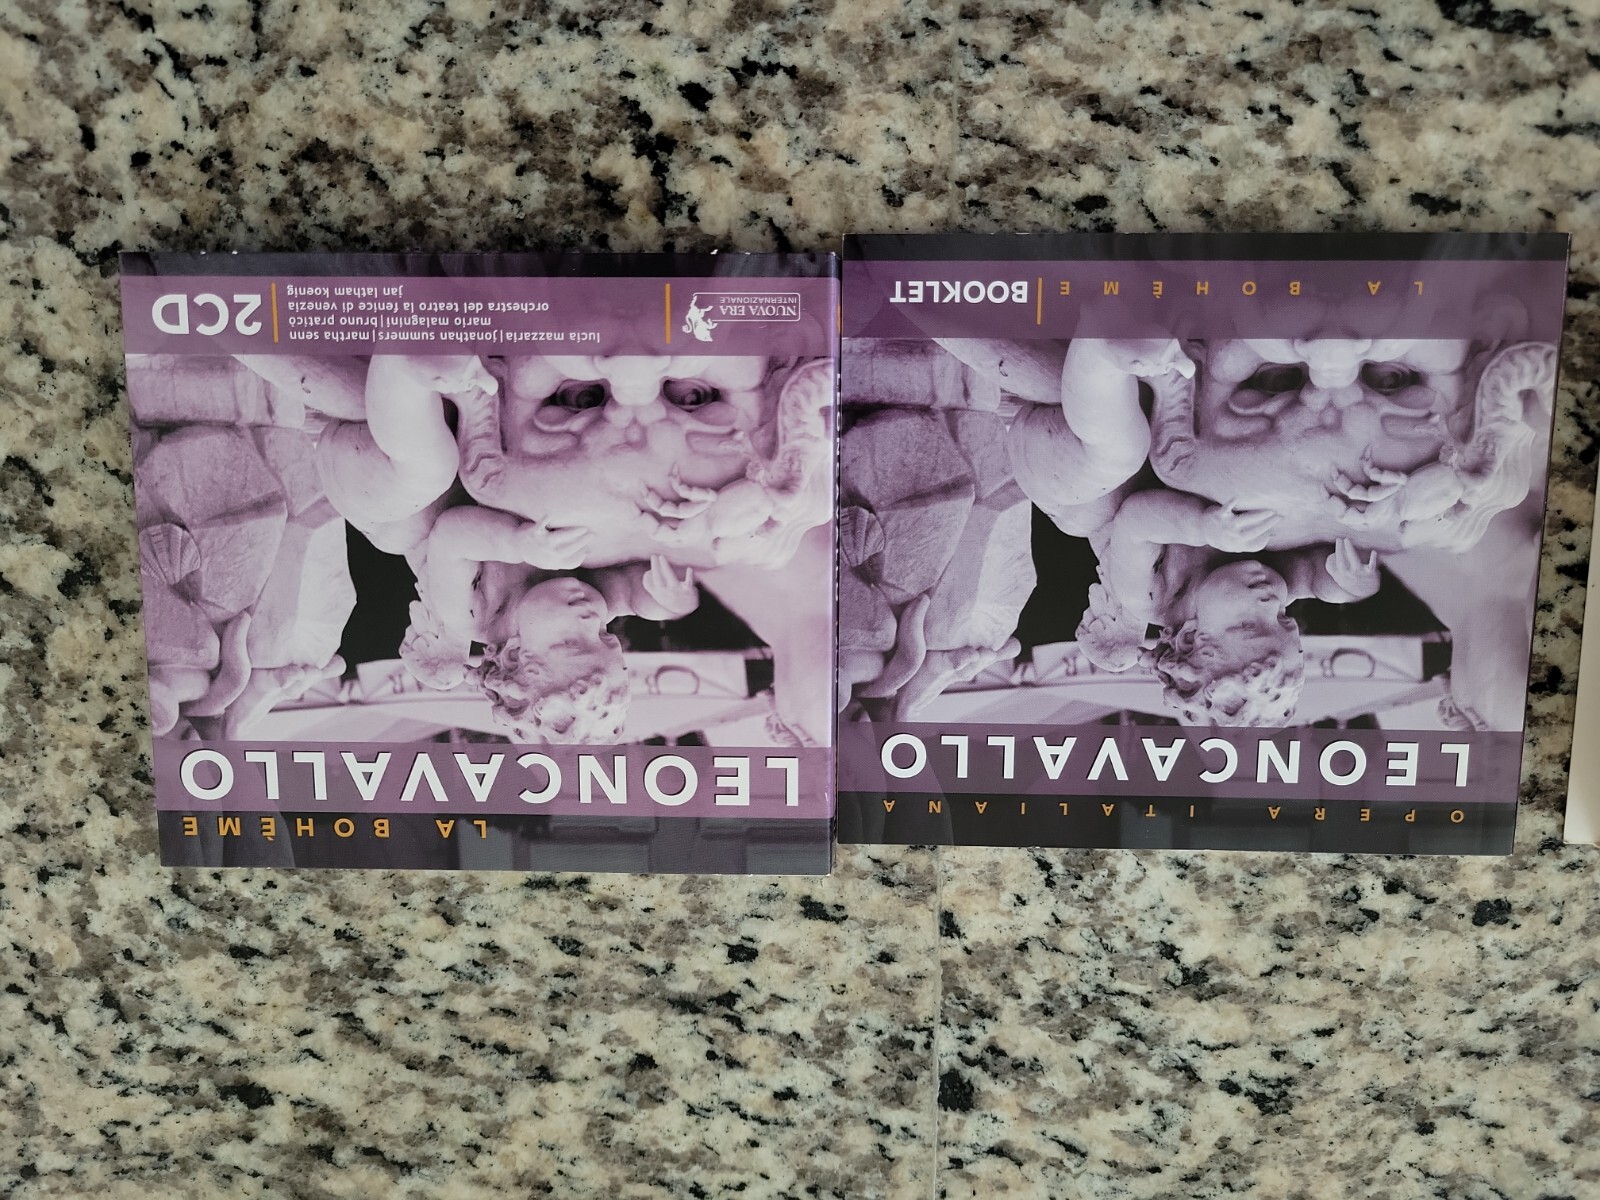 OPERA ITALIANA
LEONCAVALLO
LA BOHÈME | BOOKLET
LA BOHÈME
LEONCAVALLO
NUOVA ERA
INTERNAZIONALE
lucia mazzaria | jonathan summers | martha senn
mario malagnini | bruno praticò
orchestra del teatro la fenice di venezia
jan latham koenig
2CD